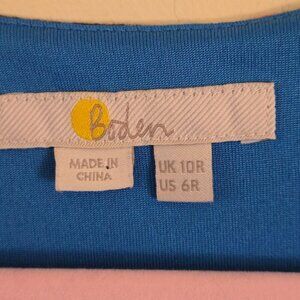 Boden
MADE IN
CHINA
UK 10R
US 6R